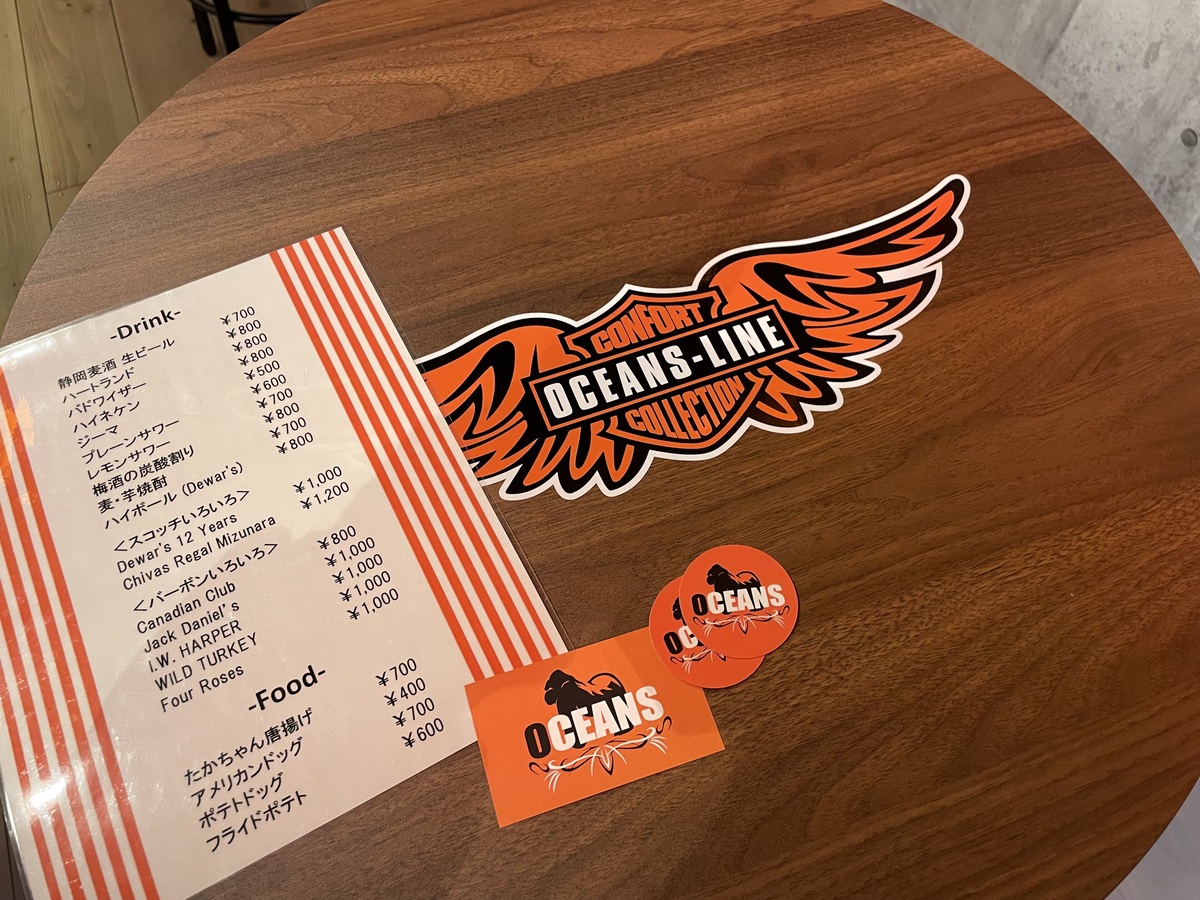 -Drink-
静岡麦酒 生ビール ¥700
ハートランド ¥800
バドワイザー ¥800
ハイネケン ¥800
ジーマ ¥500
プレーンサワー ¥600
レモンサワー ¥700
梅酒の炭酸割り ¥800
麦・芋焼酎 ¥700
ハイボール (Dewar's) ¥800
＜スコッチいろいろ＞
Dewar's 12 Years ¥1,000
Chivas Regal Mizunara ¥1,200
＜バーボンいろいろ＞
Canadian Club ¥800
Jack Daniel's ¥1,000
I.W. HARPER ¥1,000
WILD TURKEY ¥1,000
Four Roses ¥1,000
-Food-
たかちゃん唐揚げ ¥700
アメリカンドッグ ¥400
ポテトドッグ ¥700
フライドポテト ¥600
CONFORT
OCEANS-LINE
COLLECTION
OCEANS
OC
OCEANS